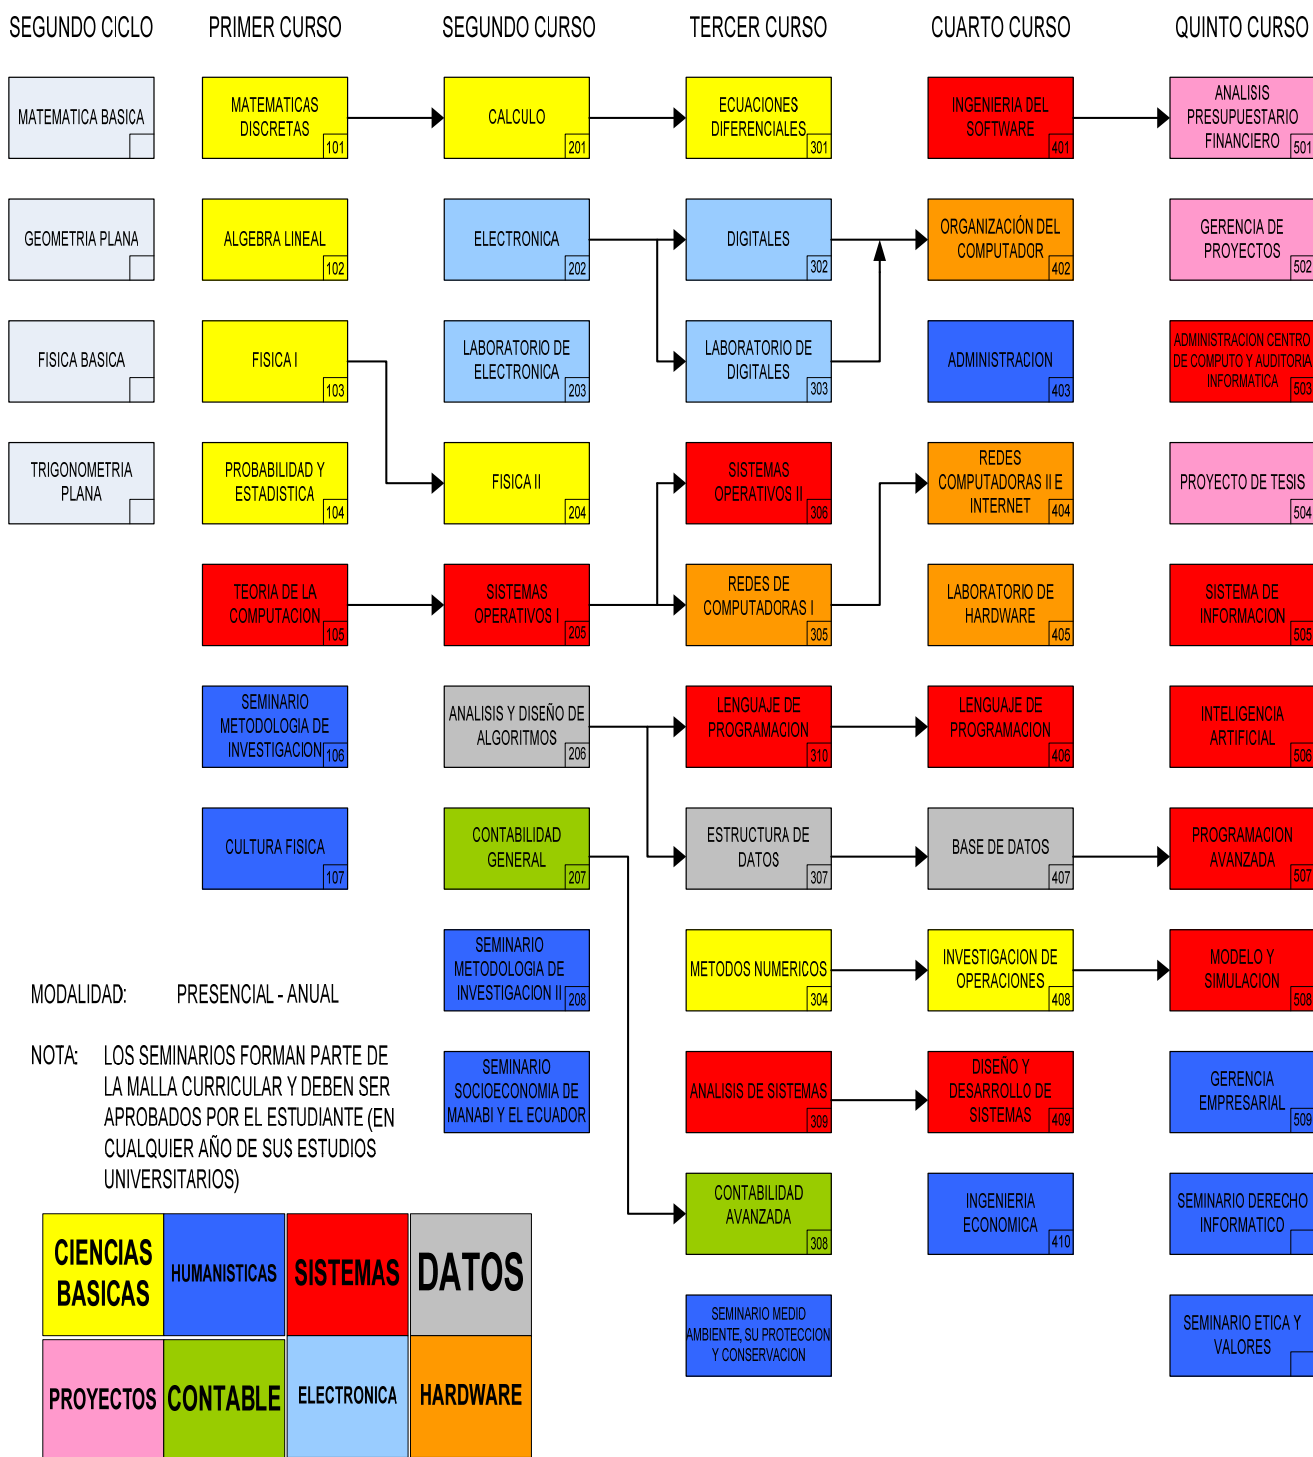 SEGUNDO CICLO
PRIMER CURSO
SEGUNDO CURSO
TERCER CURSO
CUARTO CURSO
QUINTO CURSO
MATEMATICA BASICA
MATEMATICAS
DISCRETAS
101
CALCULO
201
ECUACIONES
DIFERENCIALES
301
INGENIERIA DEL
SOFTWARE
401
ANALISIS
PRESUPUESTARIO
FINANCIERO
501
GEOMETRIA PLANA
ALGEBRA LINEAL
102
ELECTRONICA
202
DIGITALES
302
ORGANIZACIÓN DEL
COMPUTADOR
402
GERENCIA DE
PROYECTOS
502
FISICA BASICA
FISICA I
103
LABORATORIO DE
ELECTRONICA
203
LABORATORIO DE
DIGITALES
303
ADMINISTRACION
403
ADMINISTRACION CENTRO
DE COMPUTO Y AUDITORIA
INFORMATICA
503
TRIGONOMETRIA
PLANA
PROBABILIDAD Y
ESTADISTICA
104
FISICA II
204
SISTEMAS
OPERATIVOS II
306
REDES
COMPUTADORAS II E
INTERNET
404
PROYECTO DE TESIS
504
TEORIA DE LA
COMPUTACION
105
SISTEMAS
OPERATIVOS I
205
REDES DE
COMPUTADORAS I
305
LABORATORIO DE
HARDWARE
405
SISTEMA DE
INFORMACION
505
SEMINARIO
METODOLOGIA DE
INVESTIGACION
106
ANALISIS Y DISEÑO DE
ALGORITMOS
206
LENGUAJE DE
PROGRAMACION
310
LENGUAJE DE
PROGRAMACION
406
INTELIGENCIA
ARTIFICIAL
506
CULTURA FISICA
107
CONTABILIDAD
GENERAL
207
ESTRUCTURA DE
DATOS
307
BASE DE DATOS
407
PROGRAMACION
AVANZADA
507
SEMINARIO
METODOLOGIA DE
INVESTIGACION II
208
METODOS NUMERICOS
304
INVESTIGACION DE
OPERACIONES
408
MODELO Y
SIMULACION
508
SEMINARIO
SOCIOECONOMIA DE
MANABI Y EL ECUADOR
ANALISIS DE SISTEMAS
309
DISEÑO Y
DESARROLLO DE
SISTEMAS
409
GERENCIA
EMPRESARIAL
509
CONTABILIDAD
AVANZADA
308
INGENIERIA
ECONOMICA
410
SEMINARIO DERECHO
INFORMATICO
SEMINARIO MEDIO
AMBIENTE, SU PROTECCION
Y CONSERVACION
SEMINARIO ETICA Y
VALORES
MODALIDAD: PRESENCIAL - ANUAL
NOTA: LOS SEMINARIOS FORMAN PARTE DE
LA MALLA CURRICULAR Y DEBEN SER
APROBADOS POR EL ESTUDIANTE (EN
CUALQUIER AÑO DE SUS ESTUDIOS
UNIVERSITARIOS)
CIENCIAS
BASICAS
HUMANISTICAS
SISTEMAS
DATOS
PROYECTOS
CONTABLE
ELECTRONICA
HARDWARE